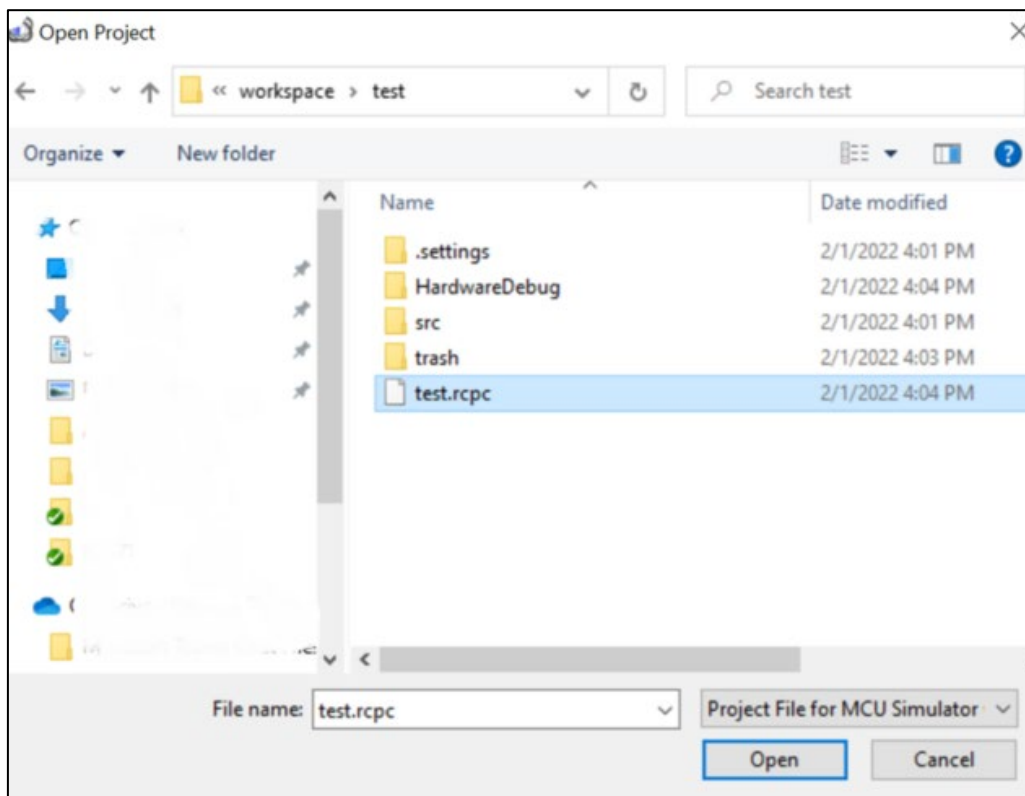 Open Project
« workspace > test
Search test
Organize
New folder
Name
Date modified
.settings
2/1/2022 4:01 PM
HardwareDebug
2/1/2022 4:04 PM
src
2/1/2022 4:01 PM
trash
2/1/2022 4:03 PM
test.rcpc
2/1/2022 4:04 PM
File name: test.rcpc
Project File for MCU Simulator
Open
Cancel